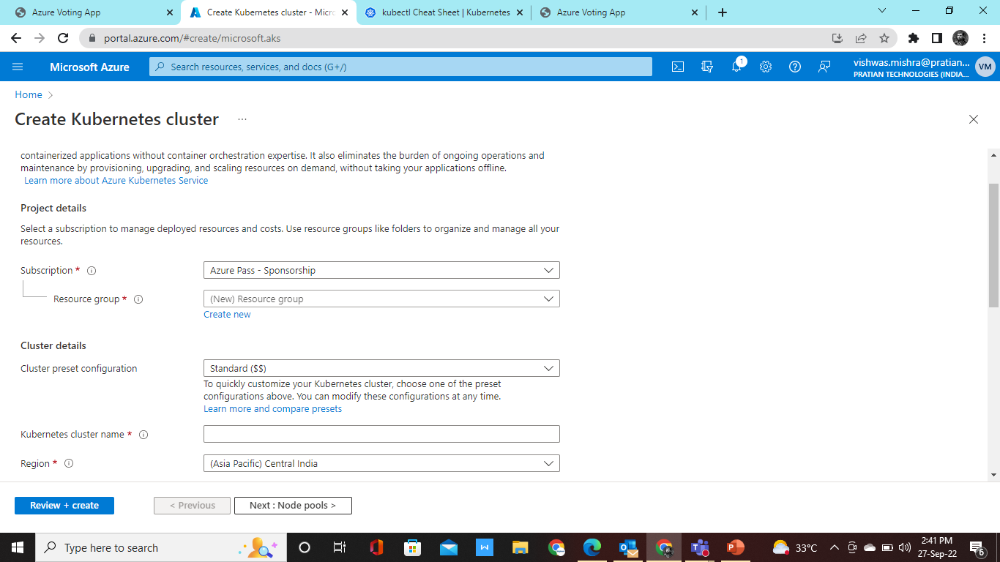 Azure Voting App
Create Kubernetes cluster - Micro
kubectl Cheat Sheet | Kubernetes
Azure Voting App
portal.azure.com/#create/microsoft.aks
Microsoft Azure
Search resources, services, and docs (G+/)
1
vishwas.mishra@pratian...
PRATIAN TECHNOLOGIES (INDIA...
VM
Home >
Create Kubernetes cluster
...
containerized applications without container orchestration expertise. It also eliminates the burden of ongoing operations and
maintenance by provisioning, upgrading, and scaling resources on demand, without taking your applications offline.
Learn more about Azure Kubernetes Service
Project details
Select a subscription to manage deployed resources and costs. Use resource groups like folders to organize and manage all your
resources.
Subscription *
Azure Pass - Sponsorship
Resource group *
(New) Resource group
Create new
Cluster details
Cluster preset configuration
Standard ($$)
To quickly customize your Kubernetes cluster, choose one of the preset
configurations above. You can modify these configurations at any time.
Learn more and compare presets
Kubernetes cluster name *
Region *
(Asia Pacific) Central India
Review + create
< Previous
Next : Node pools >
Type here to search
33°C
2:41 PM
27-Sep-22
6